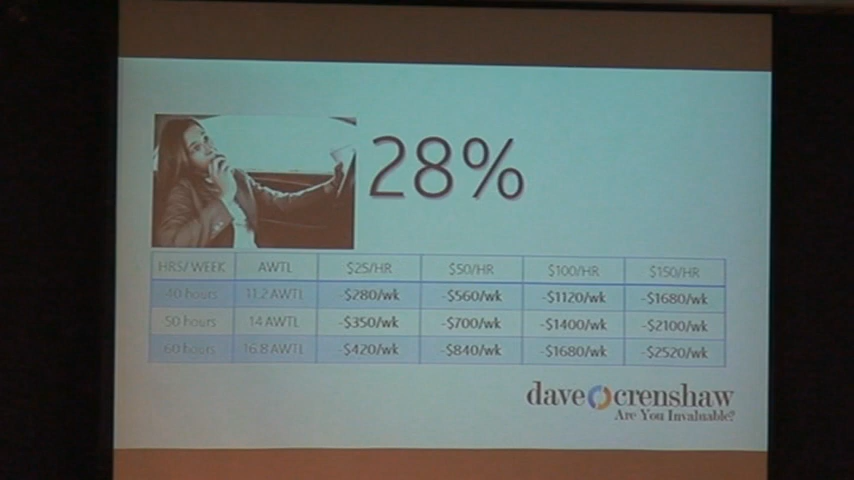 28%
HRS/WEEK AWTL $25/HR $50/HR $100/HR $150/HR
40 hours 11.2 AWTL -$280/wk -$560/wk -$1120/wk -$1680/wk
50 hours 14 AWTL -$350/wk -$700/wk -$1400/wk -$2100/wk
60 hours 16.8 AWTL -$420/wk -$840/wk -$1680/wk -$2520/wk
dave crenshaw
Are You Invaluable?